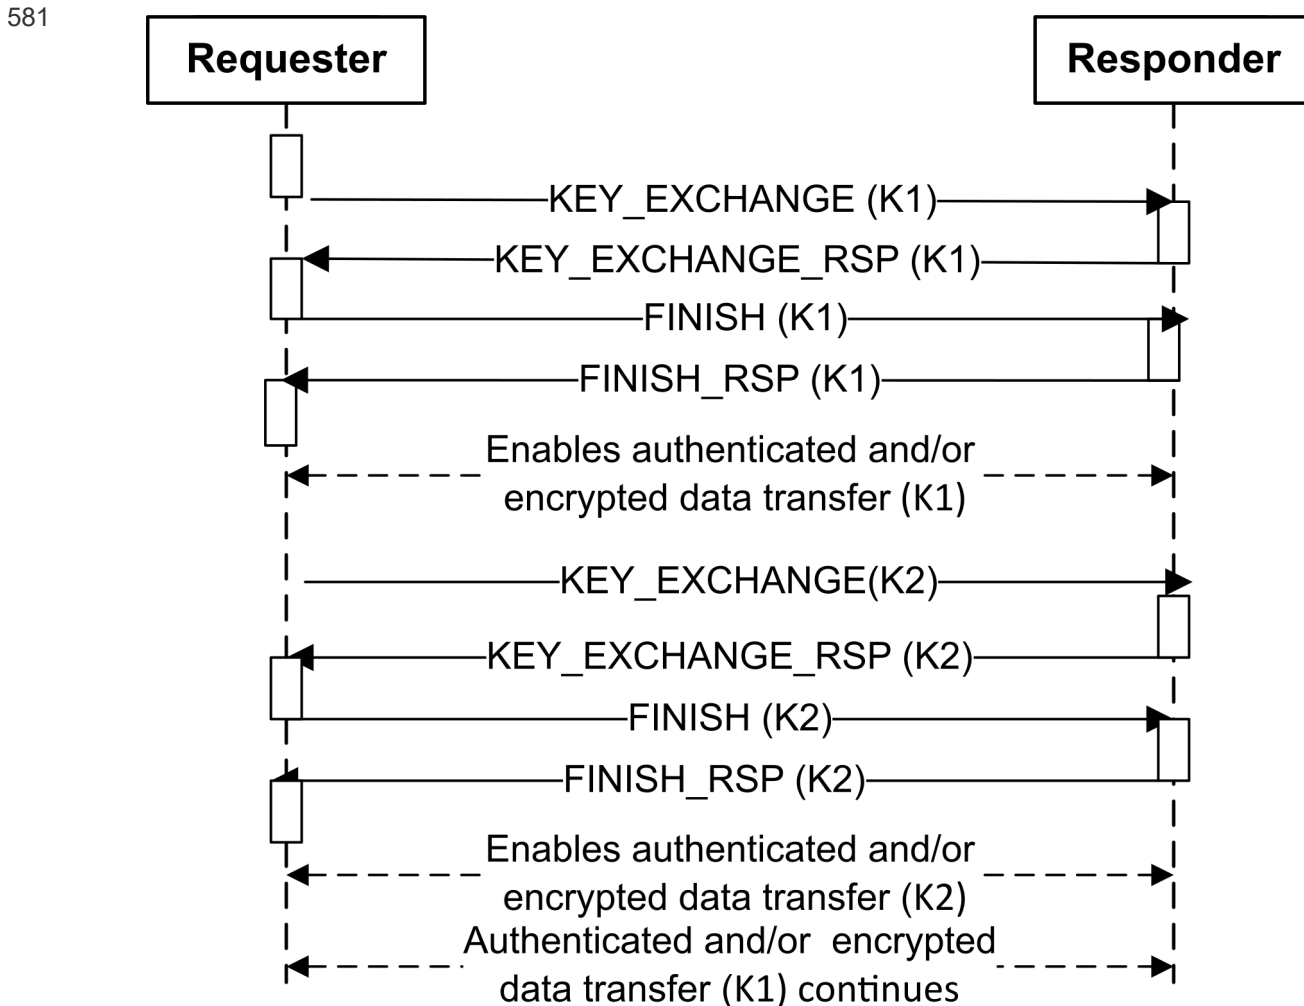 581
Requester
Responder
KEY_EXCHANGE (K1)
KEY_EXCHANGE_RSP (K1)
FINISH (K1)
FINISH_RSP (K1)
Enables authenticated and/or
encrypted data transfer (K1)
KEY_EXCHANGE(K2)
KEY_EXCHANGE_RSP (K2)
FINISH (K2)
FINISH_RSP (K2)
Enables authenticated and/or
encrypted data transfer (K2)
Authenticated and/or encrypted
data transfer (K1) continues